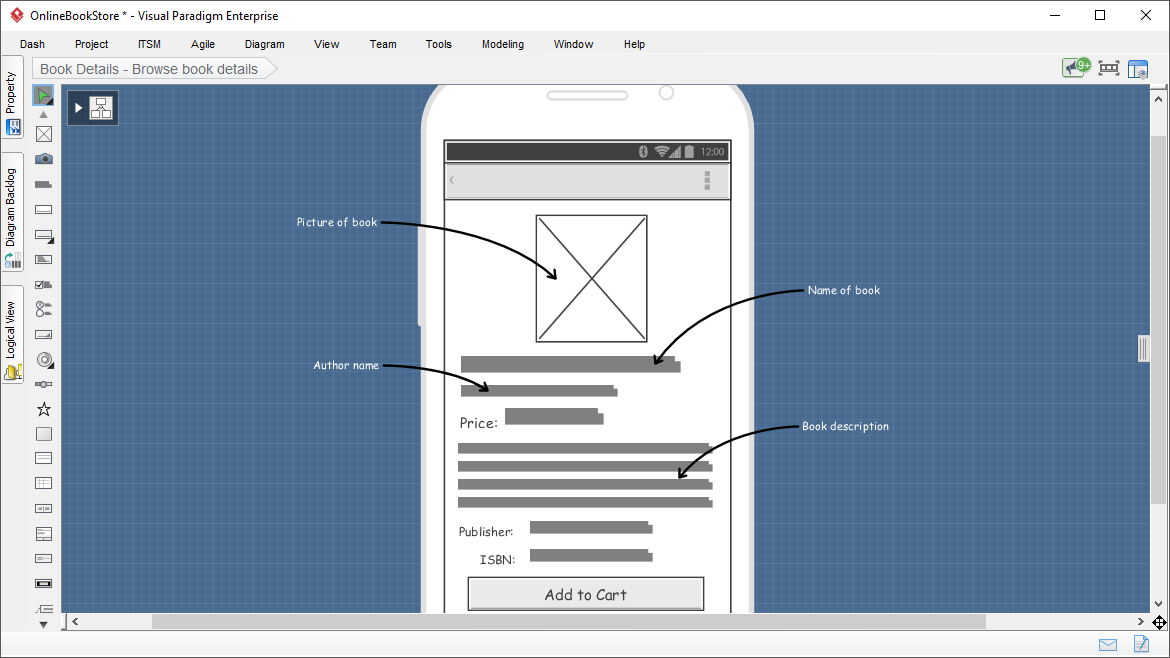 OnlineBookStore * - Visual Paradigm Enterprise
Dash Project ITSM Agile Diagram View Team Tools Modeling Window Help
Book Details - Browse book details
9+
Property
Diagram Backlog
Logical View
12:00
Picture of book
Name of book
Author name
Price:
Book description
Publisher:
ISBN:
Add to Cart